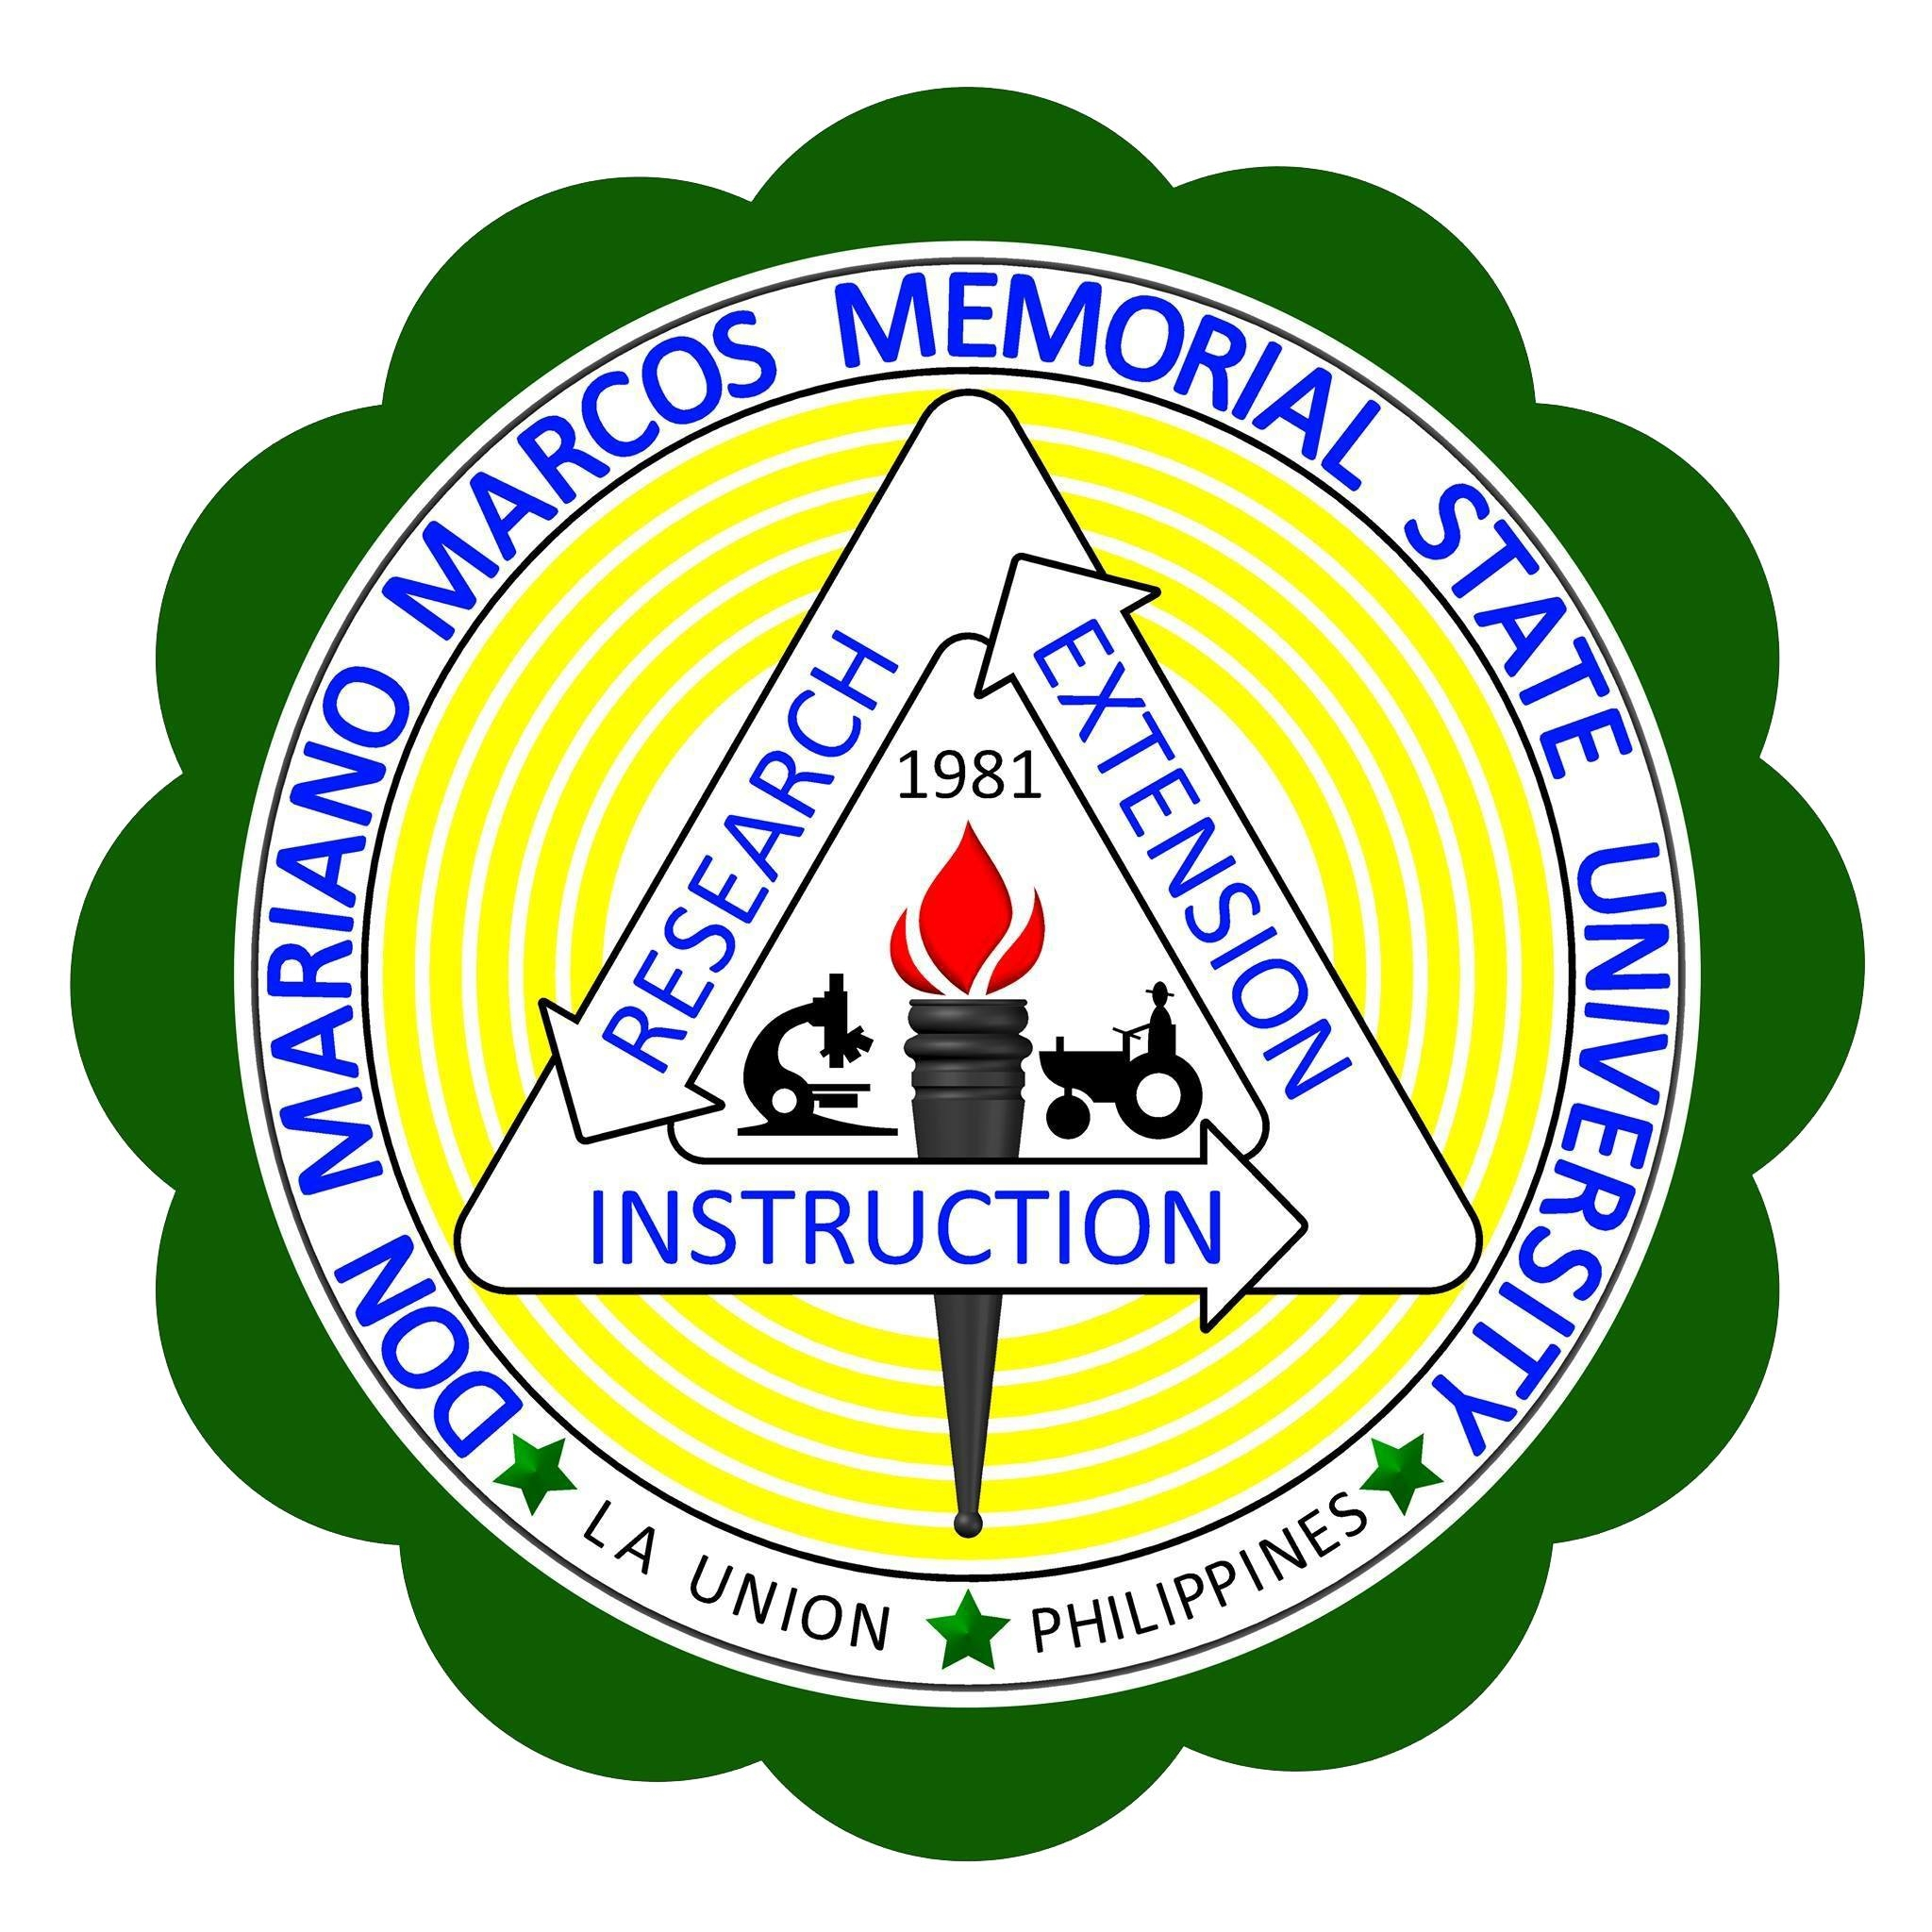 DON MARIANO MARCOS MEMORIAL STATE UNIVERSITY
RESEARCH
EXTENSION
1981
INSTRUCTION
LA UNION PHILIPPINES